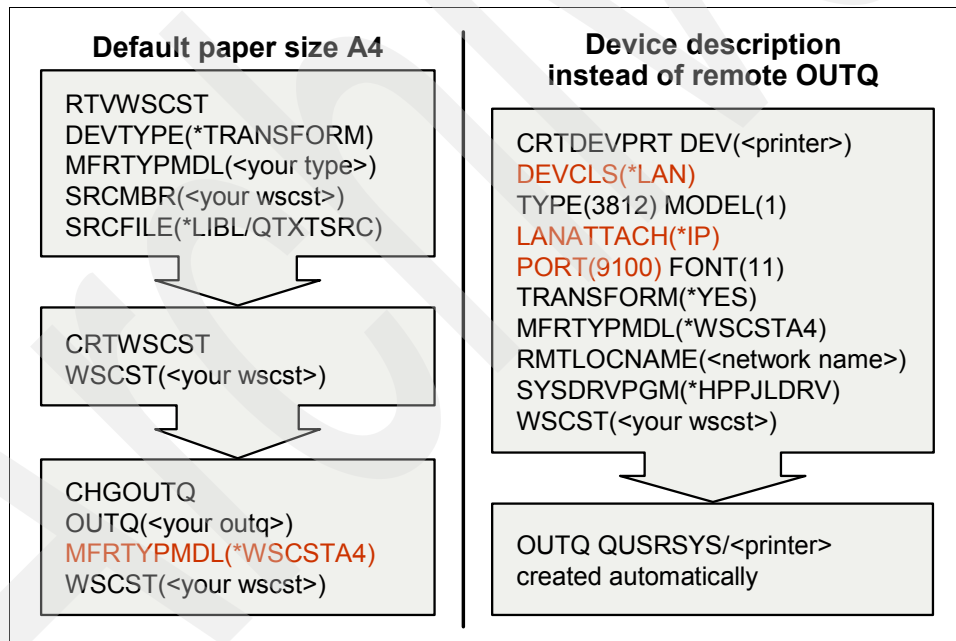 Default paper size A4
RTVWSCST
DEVTYPE(*TRANSFORM)
MFRTYPMDL(<your type>)
SRCMBR(<your wscst>)
SRCFILE(*LIBL/QTXTSRC)
CRTWSCST
WSCST(<your wscst>)
CHGOUTQ
OUTQ(<your outq>)
MFRTYPMDL(*WSCSTA4)
WSCST(<your wscst>)
Device description
instead of remote OUTQ
CRTDEVPRT DEV(<printer>)
DEVCLS(*LAN)
TYPE(3812) MODEL(1)
LANATTACH(*IP)
PORT(9100) FONT(11)
TRANSFORM(*YES)
MFRTYPMDL(*WSCSTA4)
RMTLOCNAME(<network name>)
SYSDRVPGM(*HPPJLDRV)
WSCST(<your wscst>)
OUTQ QUSRSYS/<printer>
created automatically